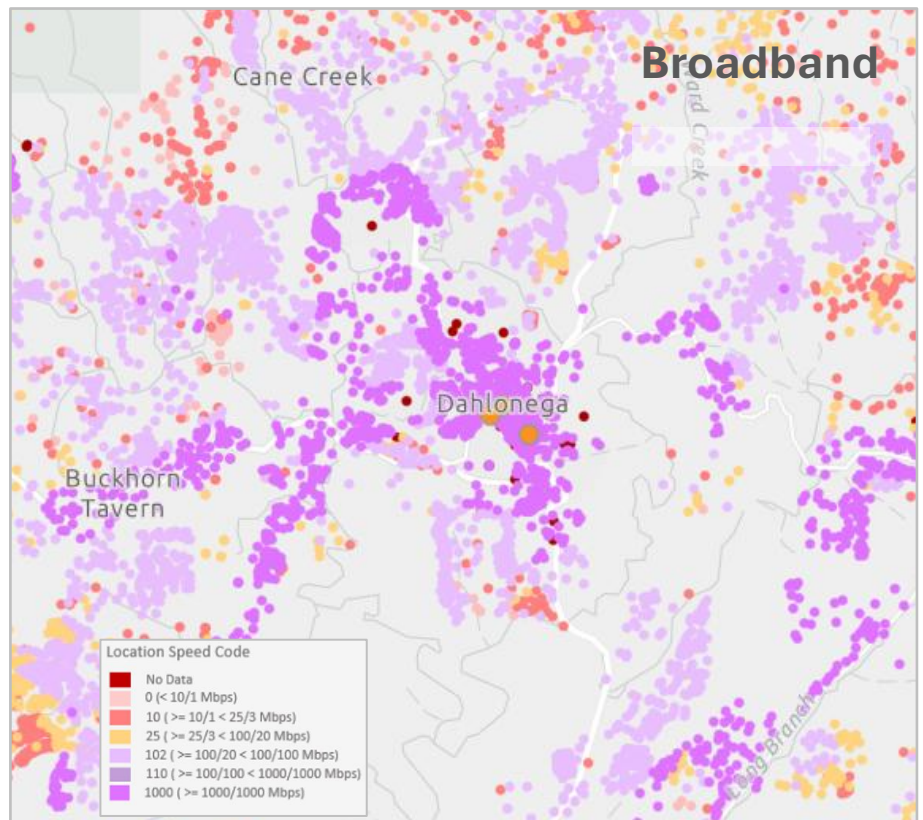 Broadband
Cane Creek
ard Creek
Dahlonega
Buckhorn
Tavern
Long Branch
Location Speed Code
No Data
0 (< 10/1 Mbps)
10 ( >= 10/1 < 25/3 Mbps)
25 ( >= 25/3 < 100/20 Mbps)
102 ( >= 100/20 < 100/100 Mbps)
110 ( >= 100/100 < 1000/1000 Mbps)
1000 ( >= 1000/1000 Mbps)